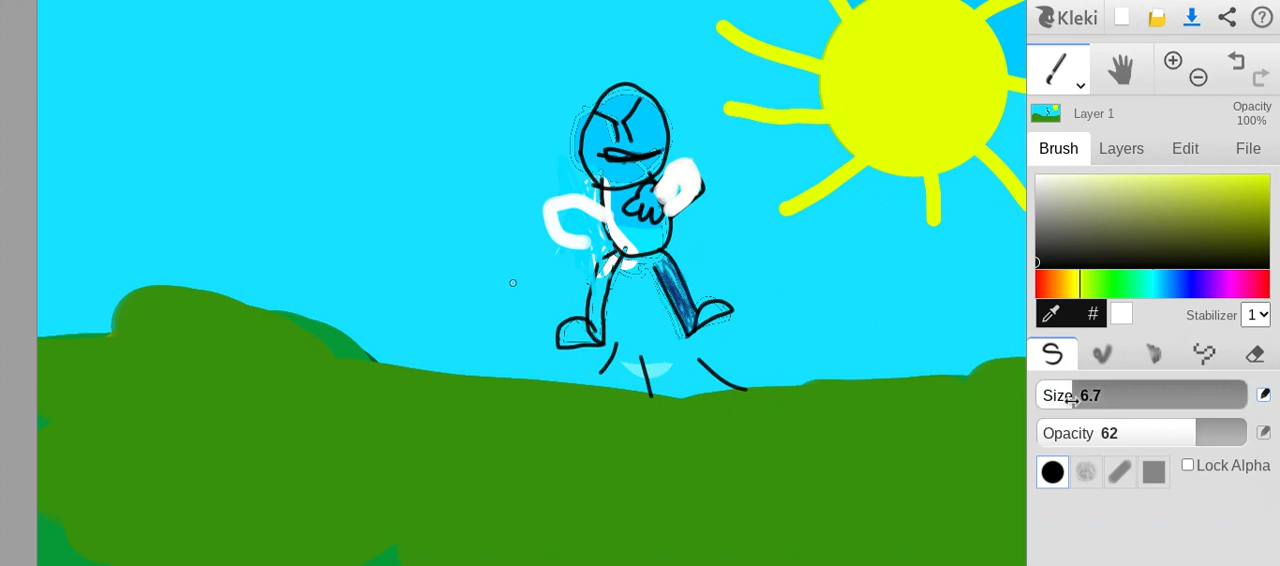 Kleki
Layer 1
Opacity
100%
Brush Layers Edit File
# Stabilizer 1
Size 6.7
Opacity 62
Lock Alpha